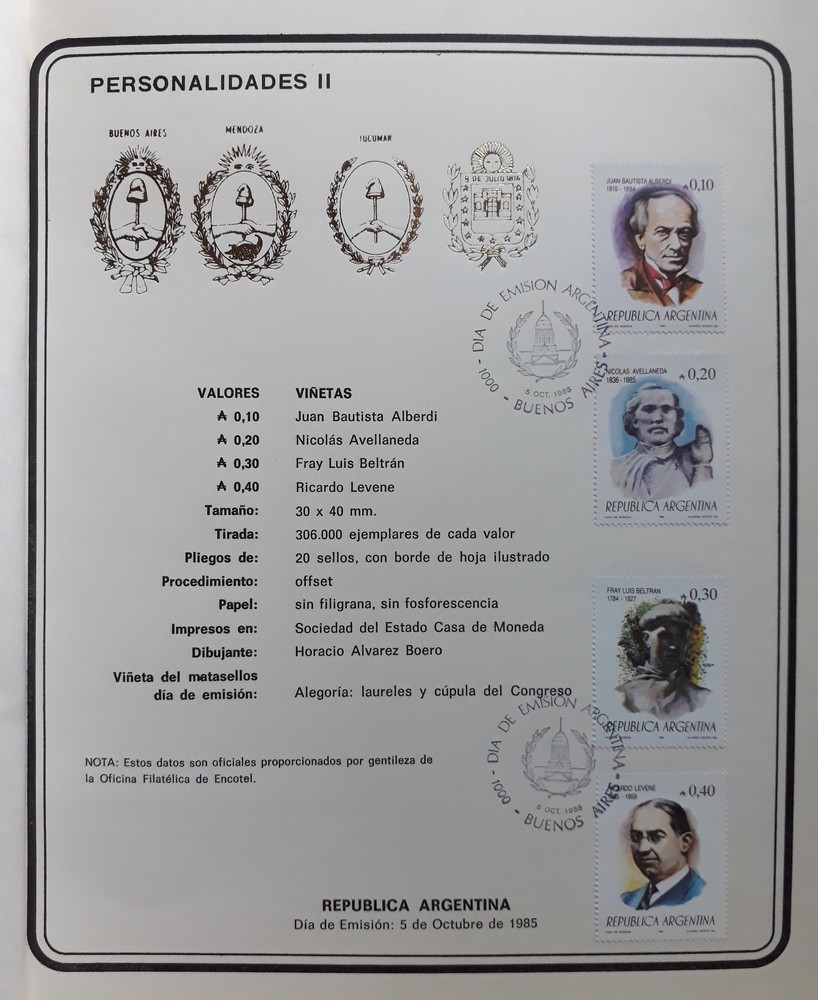 PERSONALIDADES II
BUENOS AIRES
MENDOZA
TUCUMAN
9 DE JULIO 1816
JUAN BAUTISTA ALBERDI
1810 - 1884
₳ 0,10
REPUBLICA ARGENTINA
DIA DE EMISION ARGENTINA
5 OCT. 1985
1000 - BUENOS AIRES
NICOLAS AVELLANEDA
1836 - 1885
₳ 0,20
REPUBLICA ARGENTINA
VALORES VIÑETAS
₳ 0,10 Juan Bautista Alberdi
₳ 0,20 Nicolás Avellaneda
₳ 0,30 Fray Luis Beltrán
₳ 0,40 Ricardo Levene
Tamaño: 30 x 40 mm.
Tirada: 306.000 ejemplares de cada valor
Pliegos de: 20 sellos, con borde de hoja ilustrado
Procedimiento: offset
Papel: sin filigrana, sin fosforescencia
Impresos en: Sociedad del Estado Casa de Moneda
Dibujante: Horacio Alvarez Boero
Viñeta del matasellos
día de emisión: Alegoría: laureles y cúpula del Congreso
FRAY LUIS BELTRAN
1784 - 1827
₳ 0,30
REPUBLICA ARGENTINA
DIA DE EMISION ARGENTINA
5 OCT. 1985
1000 - BUENOS AIRES
NOTA: Estos datos son oficiales proporcionados por gentileza de
la Oficina Filatélica de Encotel.
LEVENE
1959
₳ 0,40
REPUBLICA ARGENTINA
REPUBLICA ARGENTINA
Día de Emisión: 5 de Octubre de 1985